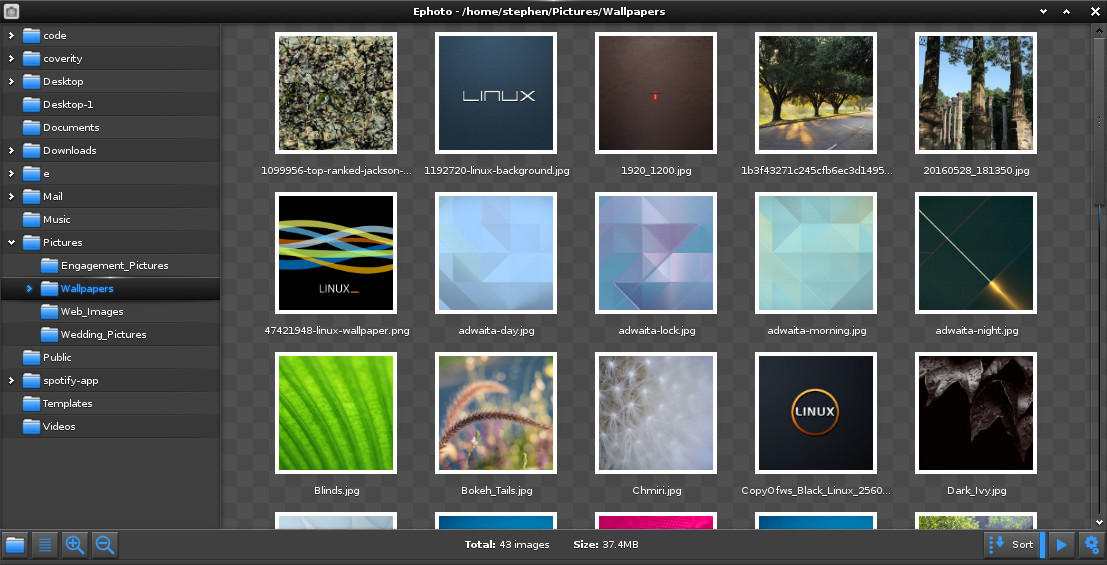 Ephoto - /home/stephen/Pictures/Wallpapers
code
coverity
Desktop
Desktop-1
Documents
Downloads
e
Mail
Music
Pictures
Engagement_Pictures
Wallpapers
Web_Images
Wedding_Pictures
Public
spotify-app
Templates
Videos
LINUX
1099956-top-ranked-jackson-... 1192720-linux-background.jpg 1920_1200.jpg 1b3f43271c245cfb6ec3d1495... 20160528_181350.jpg
LINUX_
47421948-linux-wallpaper.png adwaita-day.jpg adwaita-lock.jpg adwaita-morning.jpg adwaita-night.jpg
LINUX
Blinds.jpg Bokeh_Tails.jpg Chmiri.jpg CopyOfws_Black_Linux_2560... Dark_Ivy.jpg
Total: 43 images Size: 37.4MB Sort